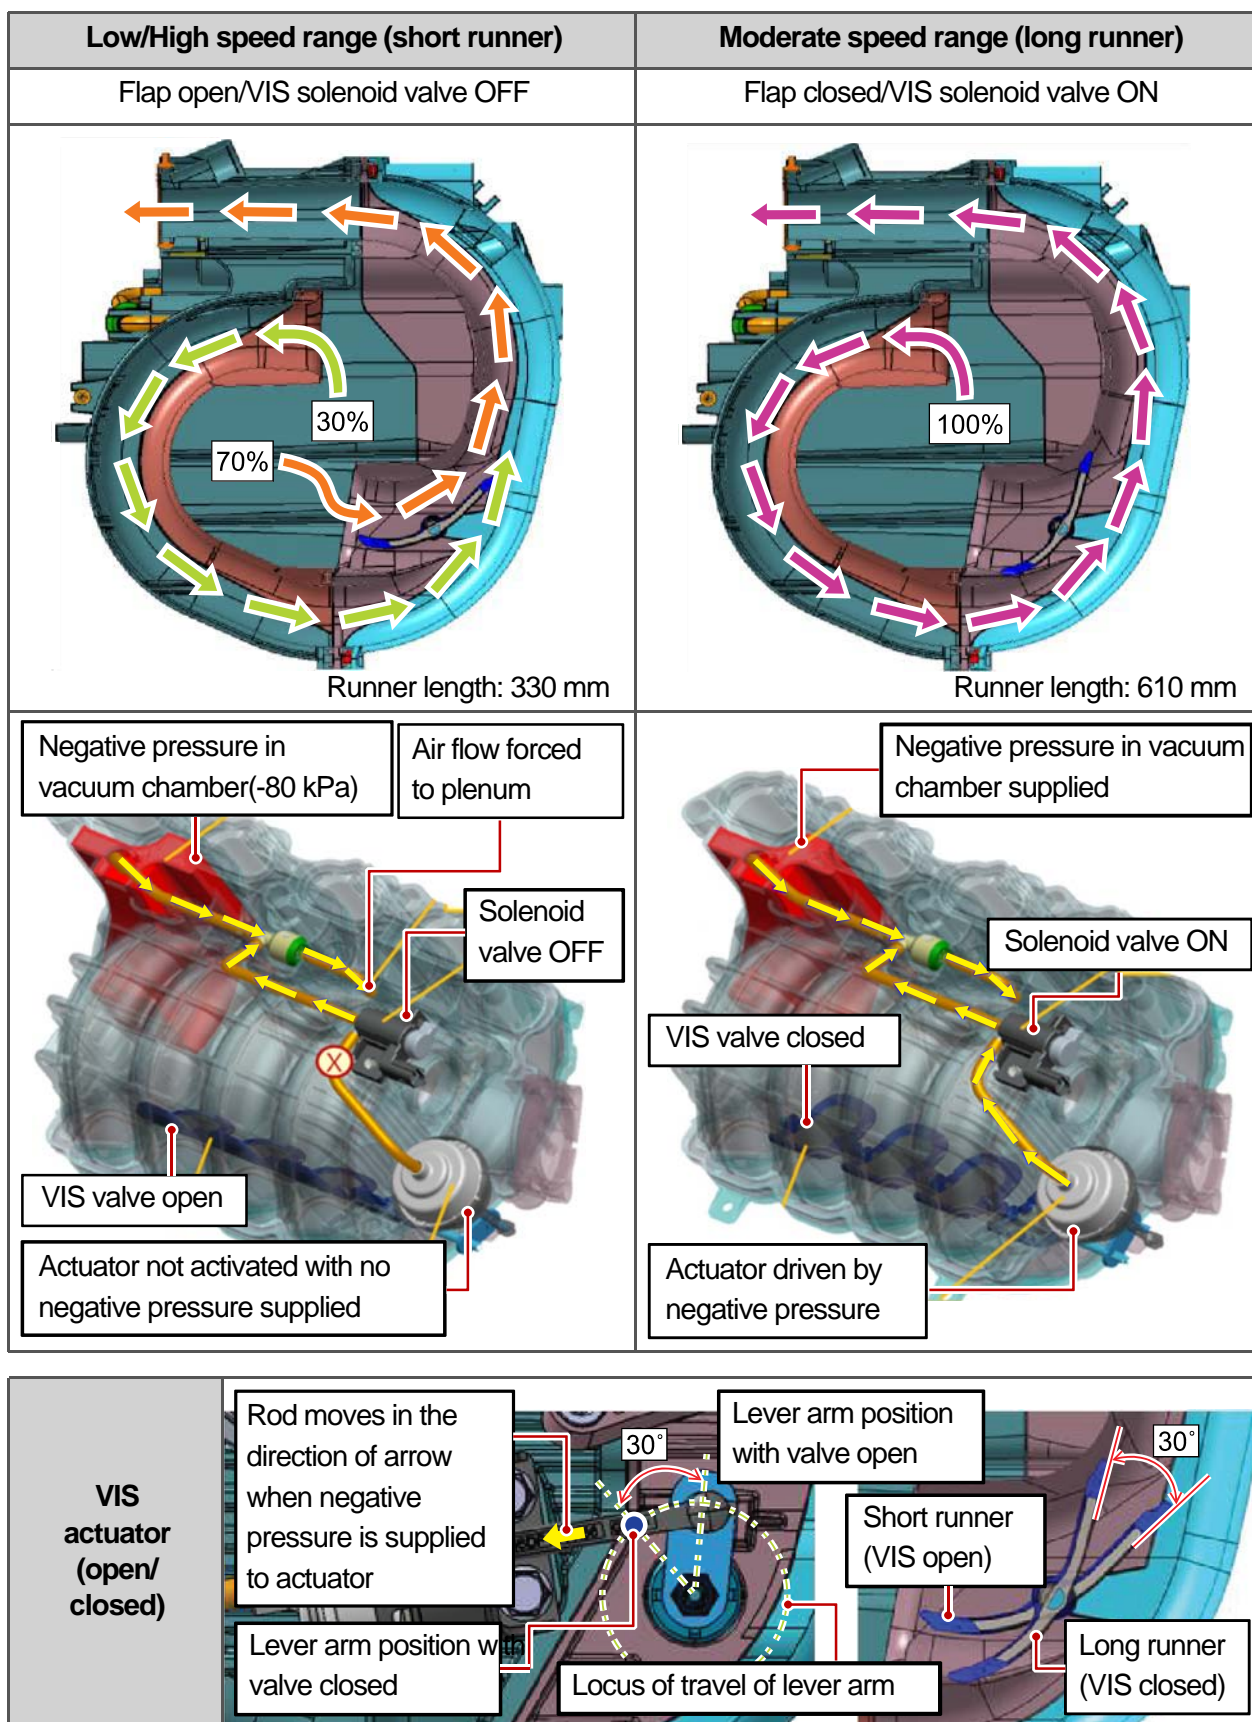 Low/High speed range (short runner)
Moderate speed range (long runner)
Flap open/VIS solenoid valve OFF
Flap closed/VIS solenoid valve ON
30%
70%
Runner length: 330 mm
100%
Runner length: 610 mm
Negative pressure in
vacuum chamber(-80 kPa)
Air flow forced
to plenum
Solenoid
valve OFF
X
VIS valve open
Actuator not activated with no
negative pressure supplied
Negative pressure in vacuum
chamber supplied
Solenoid valve ON
VIS valve closed
Actuator driven by
negative pressure
VIS
actuator
(open/
closed)
Rod moves in the
direction of arrow
when negative
pressure is supplied
to actuator
30°
Lever arm position
with valve open
Lever arm position with
valve closed
Locus of travel of lever arm
30°
Short runner
(VIS open)
Long runner
(VIS closed)